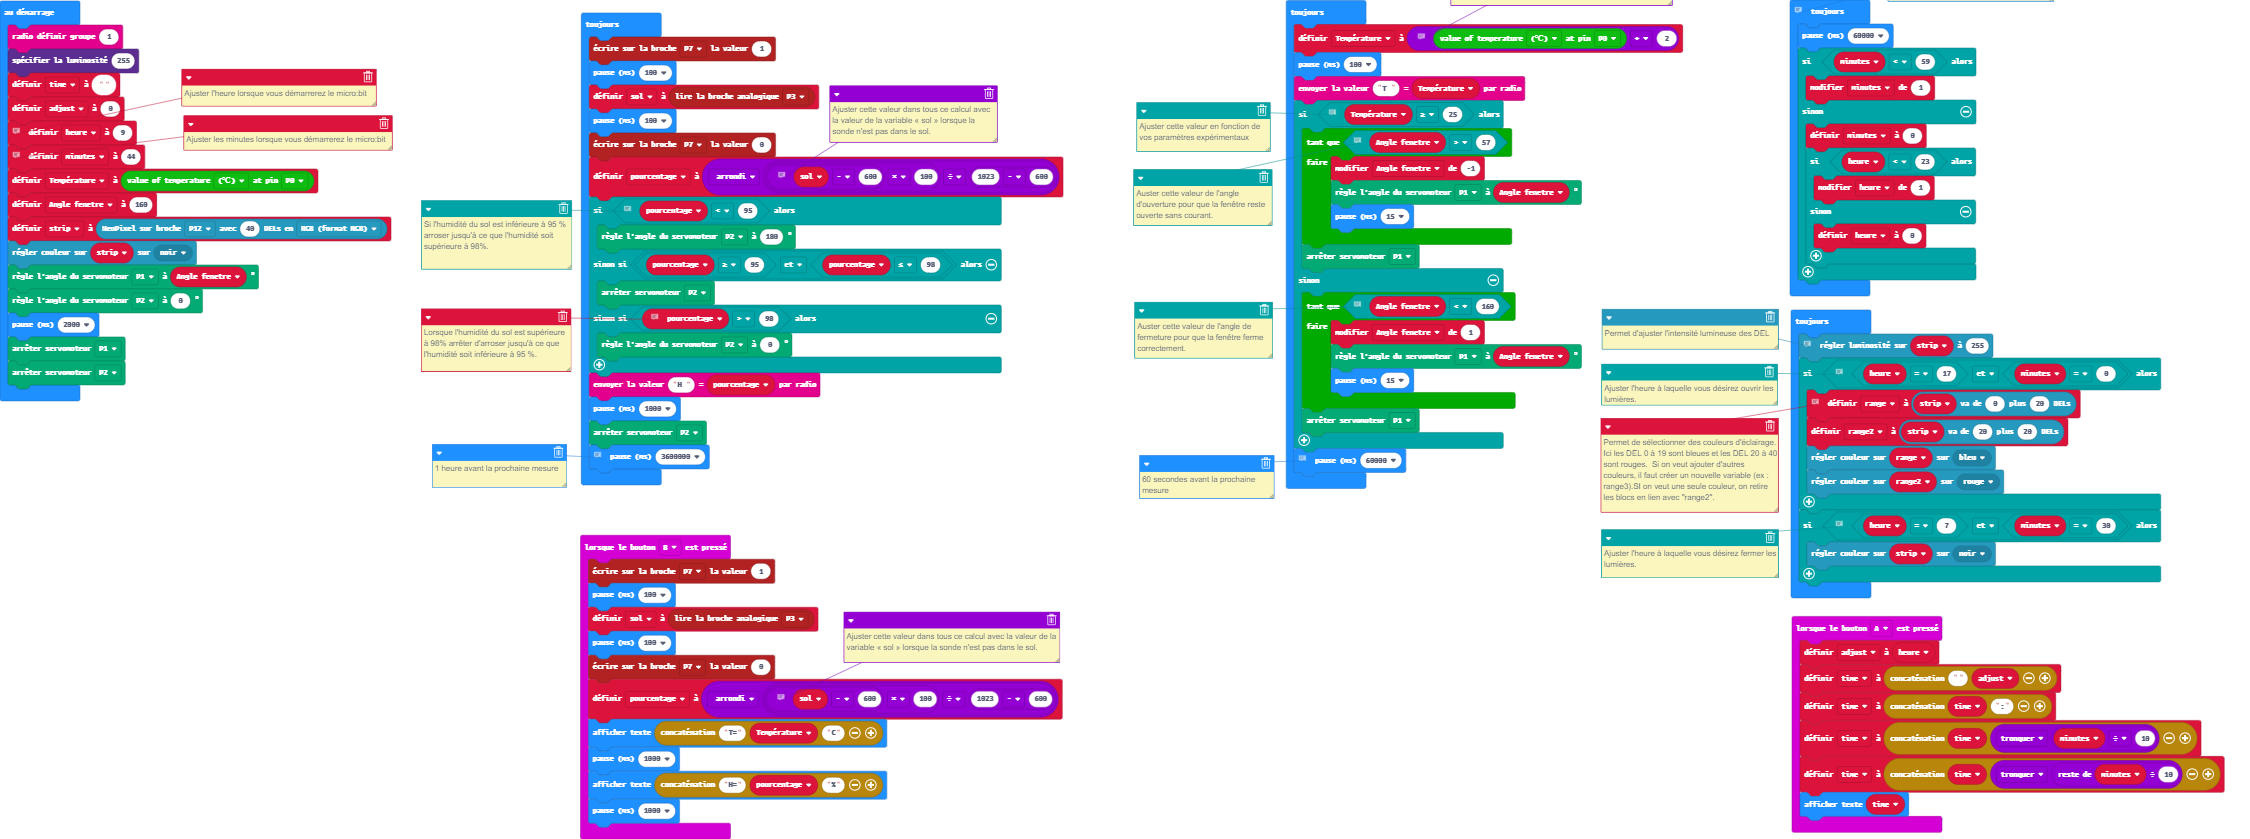 au démarrage
radio définir groupe 1
spécifier la luminosité 255
définir time à " "
définir adjust à 0
définir heure à 9
définir minutes à 44
définir Température à value of temperature (℃) at pin P0
définir Angle fenetre à 160
définir strip à NeoPixel sur broche P12 avec 40 DELs en RGB (format RGB)
régler couleur sur strip sur noir
règle l'angle du servomoteur P1 à Angle fenetre °
règle l'angle du servomoteur P2 à 0 °
pause (ms) 2000
arrêter servomoteur P1
arrêter servomoteur P2
Ajuster l'heure lorsque vous démarrerez le micro:bit
Ajuster les minutes lorsque vous démarrerez le micro:bit
toujours
écrire sur la broche P7 la valeur 1
pause (ms) 100
définir sol à lire la broche analogique P3
pause (ms) 100
écrire sur la broche P7 la valeur 0
définir pourcentage à arrondi sol - 600 × 100 ÷ 1023 - 600
si pourcentage < 95 alors
règle l'angle du servomoteur P2 à 180 °
sinon si pourcentage ≥ 95 et pourcentage ≤ 98 alors
arrêter servomoteur P2
sinon si pourcentage > 98 alors
règle l'angle du servomoteur P2 à 0 °
envoyer la valeur "H " = pourcentage par radio
pause (ms) 1000
arrêter servomoteur P2
pause (ms) 3600000
Ajuster cette valeur dans tous ce calcul avec
la valeur de la variable « sol » lorsque la
sonde n'est pas dans le sol.
Si l'humidité du sol est inférieure à 95 %
arroser jusqu'à ce que l'humidité soit
supérieure à 98%.
Lorsque l'humidité du sol est supérieure
à 98% arrêter d'arroser jusqu'à ce que
l'humidité soit inférieure à 95 %.
1 heure avant la prochaine mesure
lorsque le bouton B est pressé
écrire sur la broche P7 la valeur 1
pause (ms) 100
définir sol à lire la broche analogique P3
pause (ms) 100
écrire sur la broche P7 la valeur 0
définir pourcentage à arrondi sol - 600 × 100 ÷ 1023 - 600
afficher texte concaténation "T=" Température "C"
pause (ms) 1000
afficher texte concaténation "H=" pourcentage "%"
pause (ms) 1000
Ajuster cette valeur dans tous ce calcul avec la valeur de la
variable « sol » lorsque la sonde n'est pas dans le sol.
toujours
définir Température à value of temperature (℃) at pin P0 + 2
pause (ms) 100
envoyer la valeur "T " = Température par radio
si Température ≥ 25 alors
tant que Angle fenetre > 57
faire modifier Angle fenetre de -1
règle l'angle du servomoteur P1 à Angle fenetre °
pause (ms) 15
arrêter servomoteur P1
sinon
tant que Angle fenetre < 160
faire modifier Angle fenetre de 1
règle l'angle du servomoteur P1 à Angle fenetre °
pause (ms) 15
arrêter servomoteur P1
pause (ms) 60000
Ajuster cette valeur en fonction de
vos paramètres expérimentaux
Auster cette valeur de l'angle
d'ouverture pour que la fenêtre reste
ouverte sans courant.
Auster cette valeur de l'angle de
fermeture pour que la fenêtre ferme
correctement.
60 secondes avant la prochaine
mesure
toujours
pause (ms) 60000
si minutes < 59 alors
modifier minutes de 1
sinon
définir minutes à 0
si heure < 23 alors
modifier heure de 1
sinon
définir heure à 0
toujours
régler luminosité sur strip à 255
si heure = 17 et minutes = 0 alors
définir range à strip va de 0 plus 20 DELs
définir range2 à strip va de 20 plus 20 DELs
régler couleur sur range sur bleu
régler couleur sur range2 sur rouge
si heure = 7 et minutes = 30 alors
régler couleur sur strip sur noir
Permet d'ajuster l'intensité lumineuse des DEL
Ajuster l'heure à laquelle vous désirez ouvrir les
lumières.
Permet de sélectionner des couleurs d'éclairage.
Ici les DEL 0 à 19 sont bleues et les DEL 20 à 40
sont rouges. Si on veut ajouter d'autres
couleurs, il faut créer un nouvelle variable (ex :
range3).SI on veut une seule couleur, on retire
les blocs en lien avec "range2".
Ajuster l'heure à laquelle vous désirez fermer les
lumières.
lorsque le bouton A est pressé
définir adjust à heure
définir time à concaténation " " adjust
définir time à concaténation time ":"
définir time à concaténation time tronquer minutes ÷ 10
définir time à concaténation time tronquer reste de minutes ÷ 10
afficher texte time